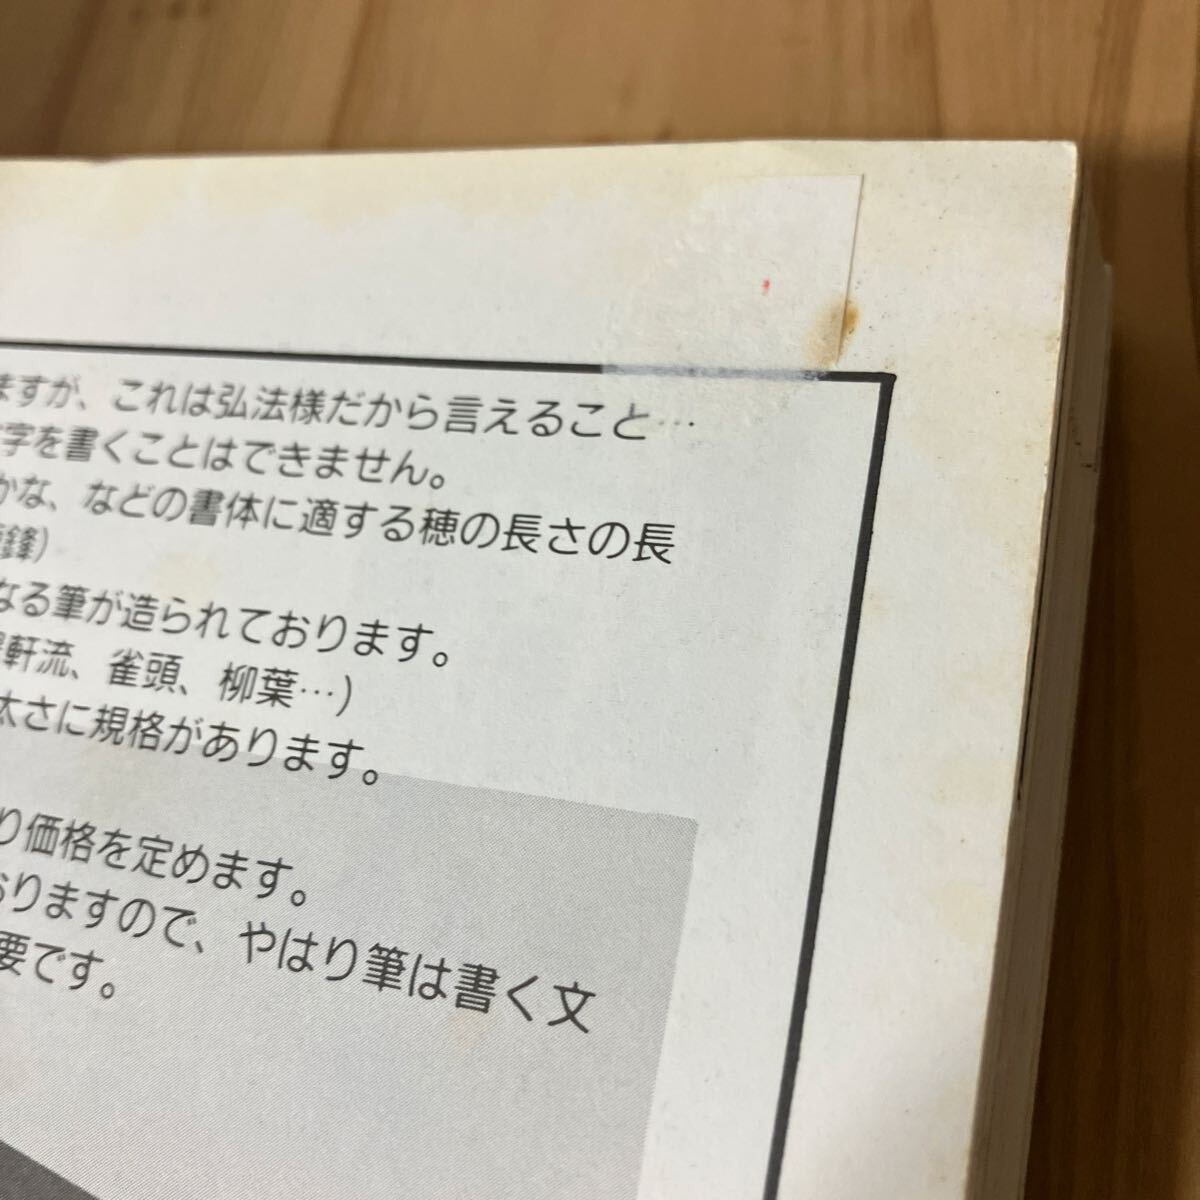 ますが、これは弘法様だから言えること…
字を書くことはできません。
かな、などの書体に適する穂の長さの長
鋒)
なる筆が造られております。
軒流、雀頭、柳葉…)
太さに規格があります。
り価格を定めます。
おりますので、やはり筆は書く文
要です。